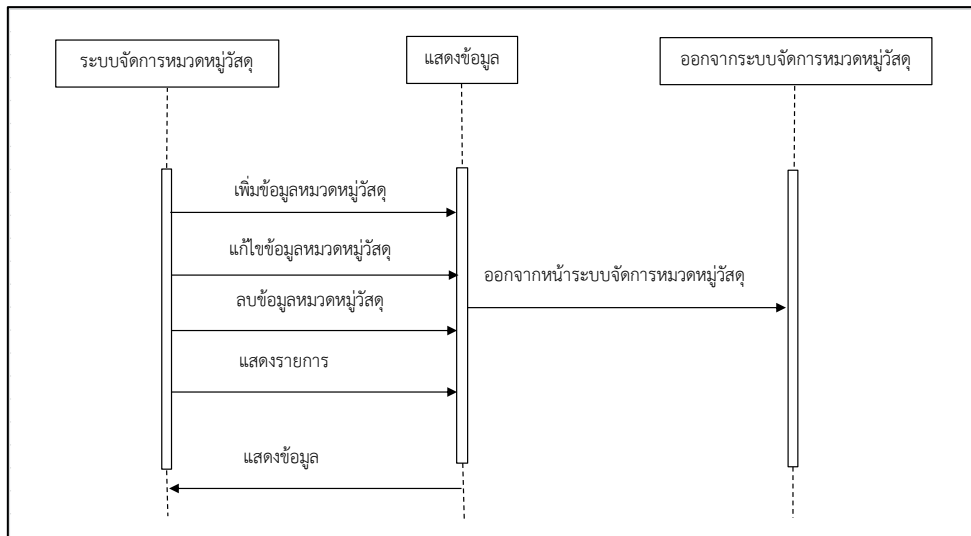 ระบบจัดการหมวดหมู่วัสดุ
แสดงข้อมูล
ออกจากระบบจัดการหมวดหมู่วัสดุ
เพิ่มข้อมูลหมวดหมู่วัสดุ
แก้ไขข้อมูลหมวดหมู่วัสดุ
ออกจากหน้าระบบจัดการหมวดหมู่วัสดุ
ลบข้อมูลหมวดหมู่วัสดุ
แสดงรายการ
แสดงข้อมูล